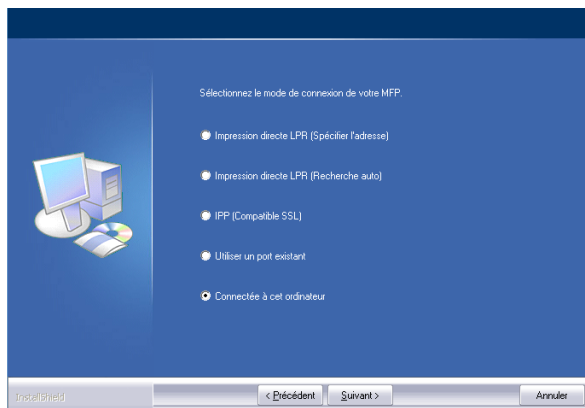 Sélectionnez le mode de connexion de votre MFP.
Impression directe LPR (Spécifier l'adresse)
Impression directe LPR (Recherche auto)
IPP (Compatible SSL)
Utiliser un port existant
Connectée à cet ordinateur
InstallShield
< Précédent
Suivant >
Annuler